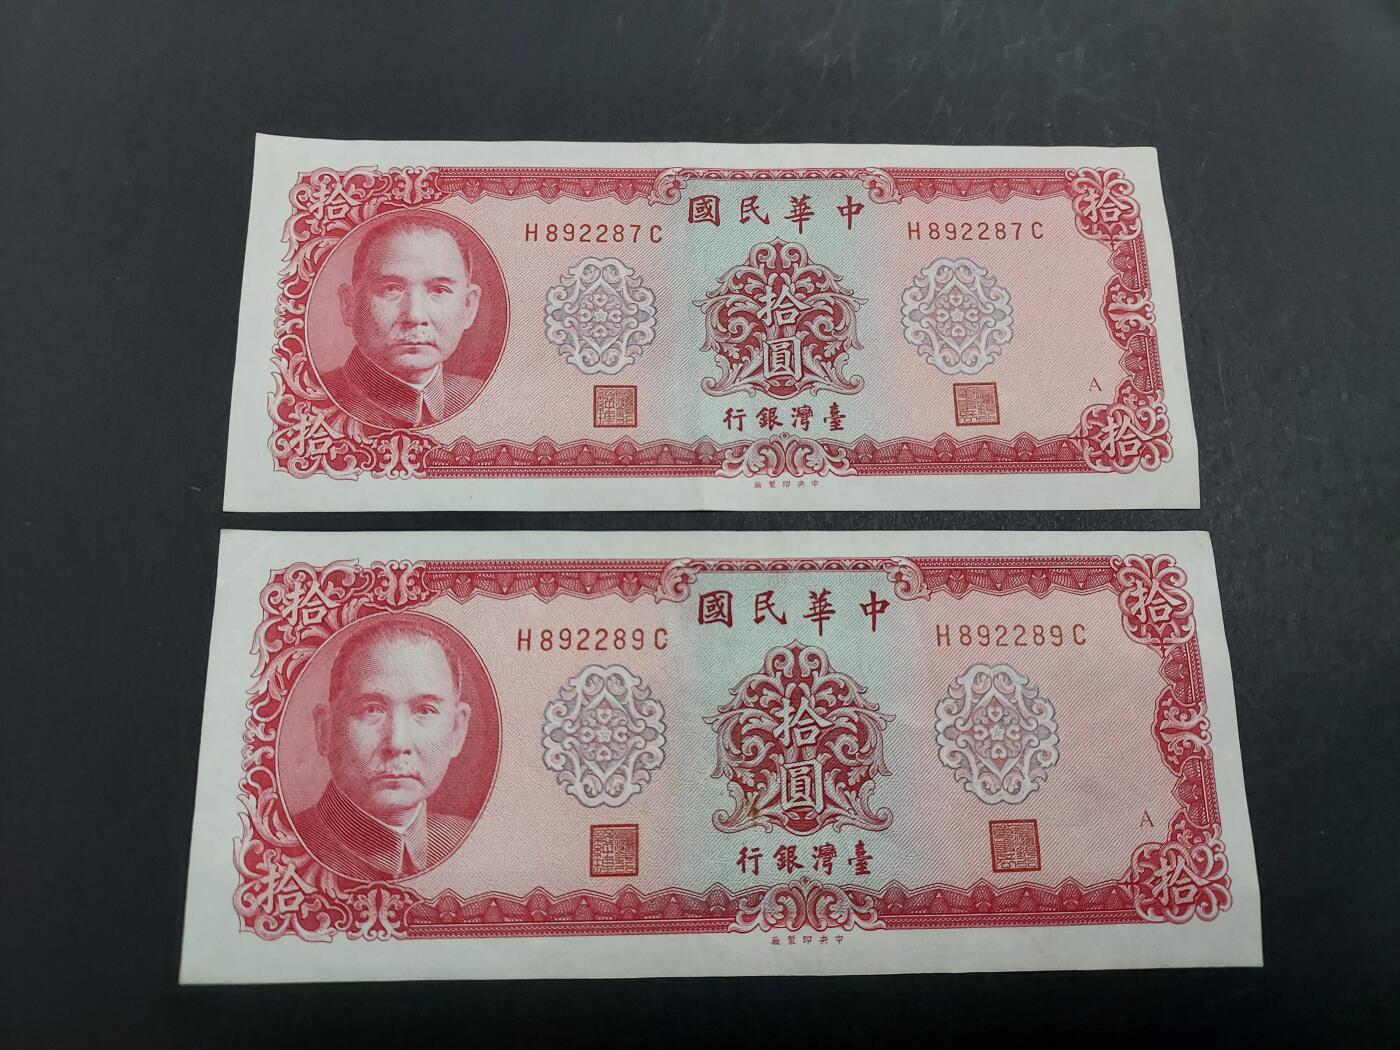 拾
拾
中華民國
H892287C
H892287C
拾圓
A
臺灣銀行
拾
拾
中央印製廠
拾
拾
中華民國
H892289C
H892289C
拾圓
A
臺灣銀行
拾
拾
中央印製廠